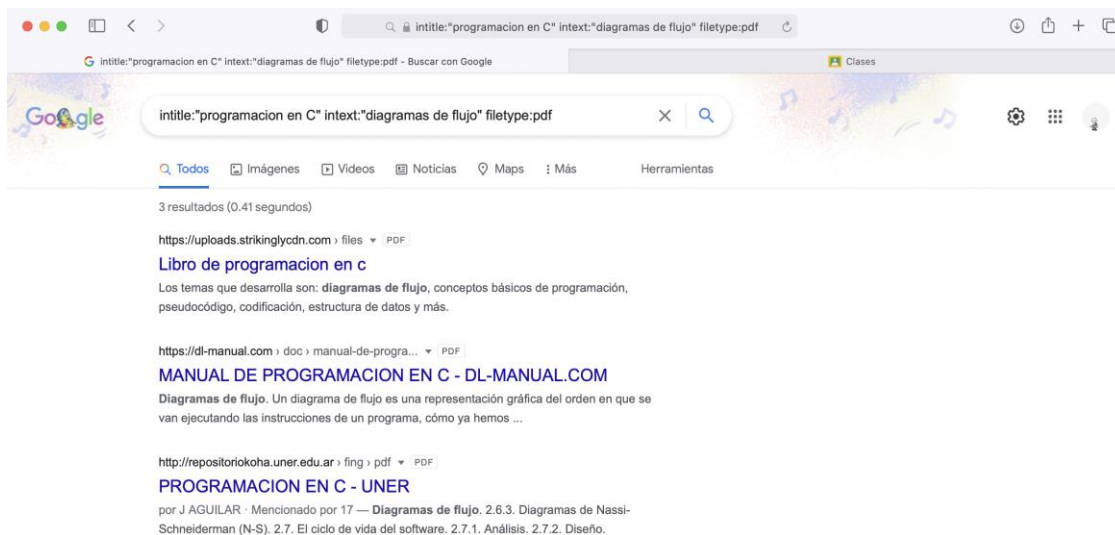 intitle:"programacion en C" intext:"diagramas de flujo" filetype:pdf
intitle:"programacion en C" intext:"diagramas de flujo" filetype:pdf - Buscar con Google
Clases
Google
intitle:"programacion en C" intext:"diagramas de flujo" filetype:pdf
Todos Imágenes Videos Noticias Maps Más Herramientas
3 resultados (0.41 segundos)
https://uploads.strikinglycdn.com › files PDF
Libro de programacion en c
Los temas que desarrolla son: diagramas de flujo, conceptos básicos de programación,
pseudocódigo, codificación, estructura de datos y más.
https://dl-manual.com › doc › manual-de-progra... PDF
MANUAL DE PROGRAMACION EN C - DL-MANUAL.COM
Diagramas de flujo. Un diagrama de flujo es una representación gráfica del orden en que se
van ejecutando las instrucciones de un programa, cómo ya hemos ...
http://repositoriokoha.uner.edu.ar › fing › pdf PDF
PROGRAMACION EN C - UNER
por J AGUILAR · Mencionado por 17 — Diagramas de flujo. 2.6.3. Diagramas de Nassi-
Schneiderman (N-S). 2.7. El ciclo de vida del software. 2.7.1. Análisis. 2.7.2. Diseño.